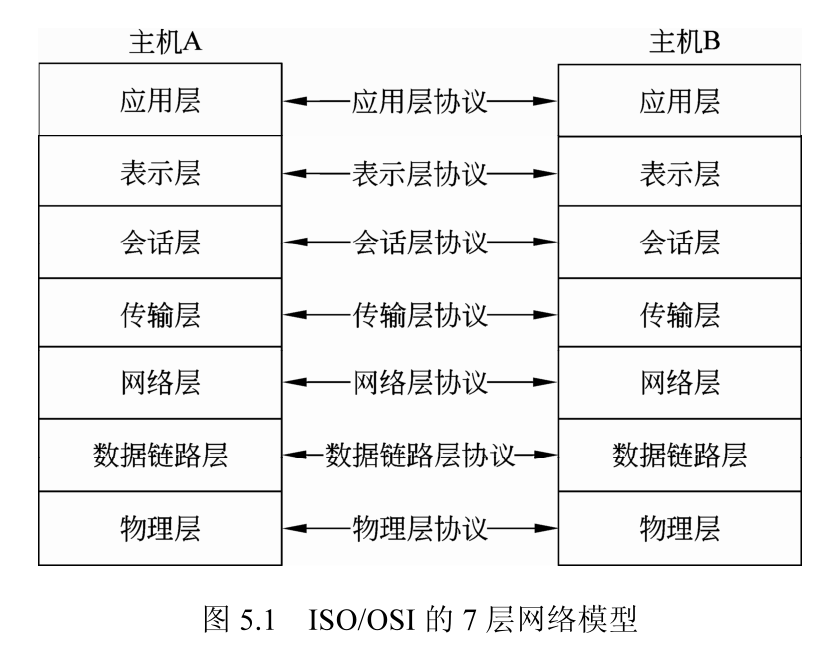 主机A 主机B
应用层 应用层协议 应用层
表示层 表示层协议 表示层
会话层 会话层协议 会话层
传输层 传输层协议 传输层
网络层 网络层协议 网络层
数据链路层 数据链路层协议 数据链路层
物理层 物理层协议 物理层
图 5.1 ISO/OSI 的 7 层网络模型